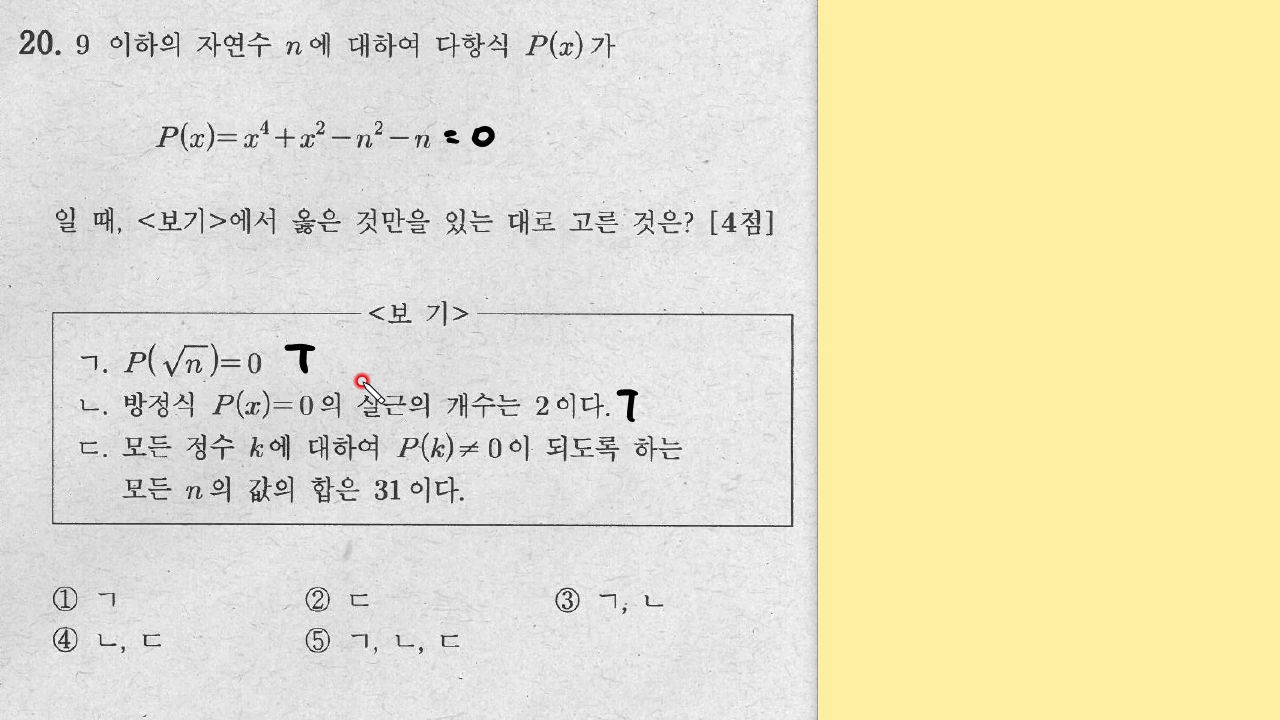 20. 9 이하의 자연수 n에 대하여 다항식 P(x)가
P(x)=x⁴+x²−n²−n = 0
일 때, <보기>에서 옳은 것만을 있는 대로 고른 것은? [4점]
<보 기>
ㄱ. P(√n)=0 T
ㄴ. 방정식 P(x)=0의 실근의 개수는 2이다. T
ㄷ. 모든 정수 k에 대하여 P(k)≠0이 되도록 하는
모든 n의 값의 합은 31이다.
① ㄱ ② ㄷ ③ ㄱ, ㄴ
④ ㄴ, ㄷ ⑤ ㄱ, ㄴ, ㄷ